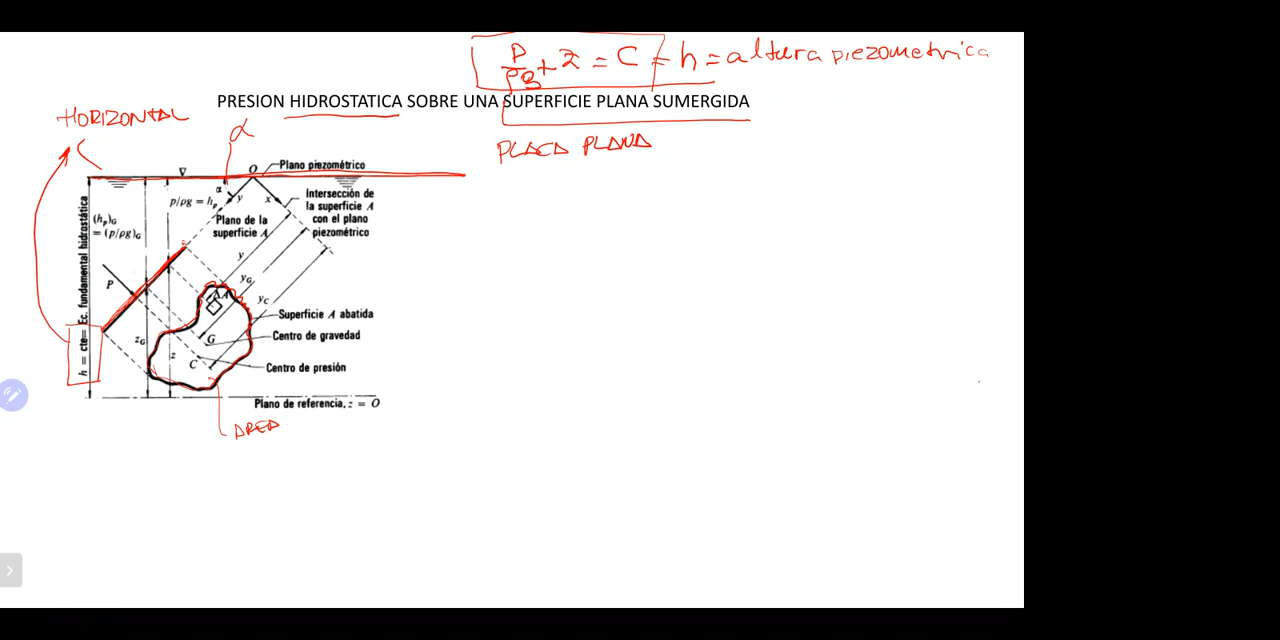 P/ρg + z = C = h = altura piezometrica
PRESION HIDROSTATICA SOBRE UNA SUPERFICIE PLANA SUMERGIDA
HORIZONTAL
PLACA PLANA
α
O
Plano piezométrico
α
y
x
p/ρg = hp
Intersección de
la superficie A
con el plano
piezométrico
(hp)G
= (p/ρg)G
Plano de la
superficie A
y
yG
yC
P
ΔA
Superficie A abatida
zG
G
Centro de gravedad
z
C
Centro de presión
h = cte= Ec. fundamental hidrostática
Plano de referencia, z = O
AREA